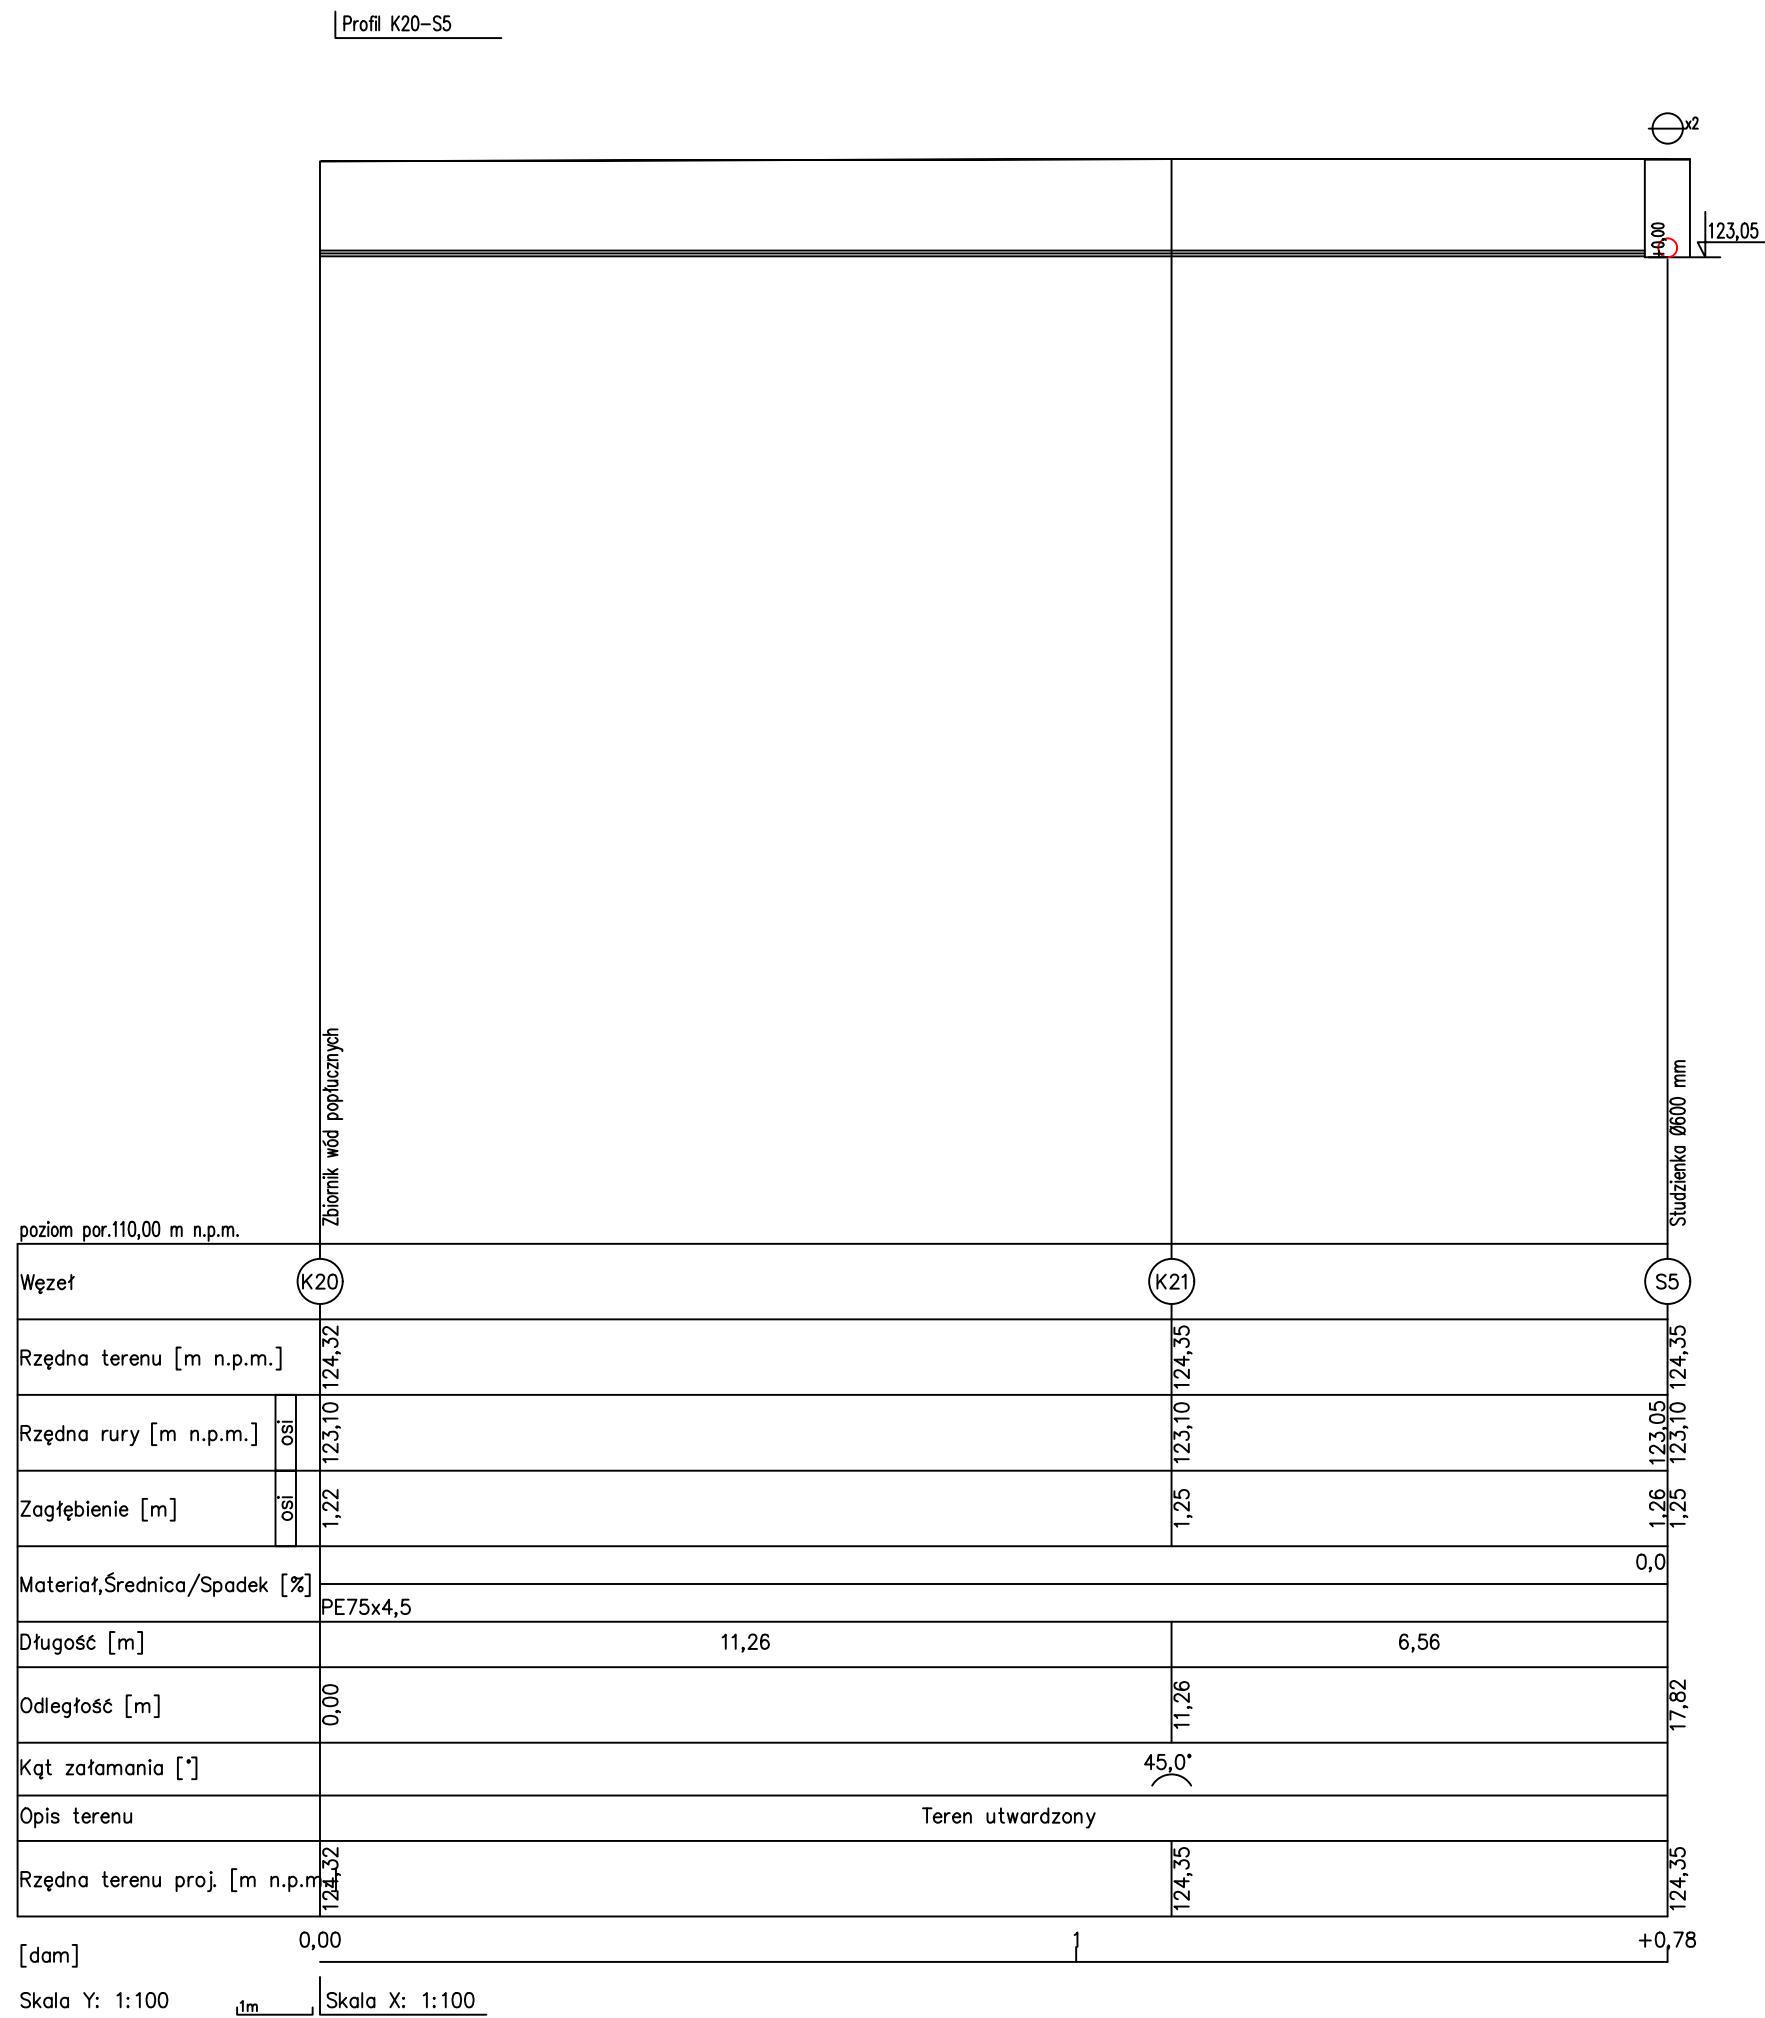 Profil K20-S5
x2
+0,00
123,05
Zbiornik wód popłucznych
Studzienka Ø600 mm
poziom por.110,00 m n.p.m.
Węzeł K20 K21 S5
Rzędna terenu [m n.p.m.] 124,32 124,35 124,35
Rzędna rury [m n.p.m.] osi 123,10 123,10 123,05 123,10
Zagłębienie [m] osi 1,22 1,25 1,26 1,25
0,0
Materiał,Średnica/Spadek [%]
PE75x4,5
Długość [m] 11,26 6,56
Odległość [m] 0,00 11,26 17,82
Kąt załamania [°] 45,0°
Opis terenu Teren utwardzony
Rzędna terenu proj. [m n.p.m.] 124,32 124,35 124,35
[dam] 0,00 1 +0,78
Skala Y: 1:100 1m Skala X: 1:100